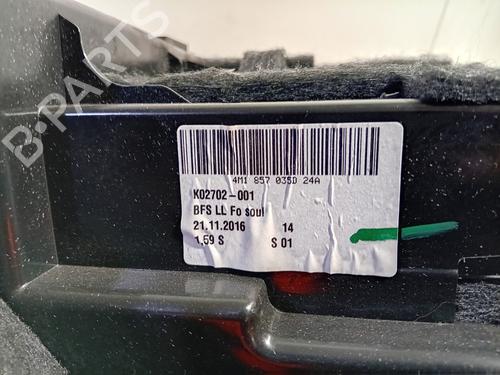 B-PARTS
4M1 857 035D 24A
K02702-001
BFS LL Fo soul
21.11.2016 14
1,59 S S 01